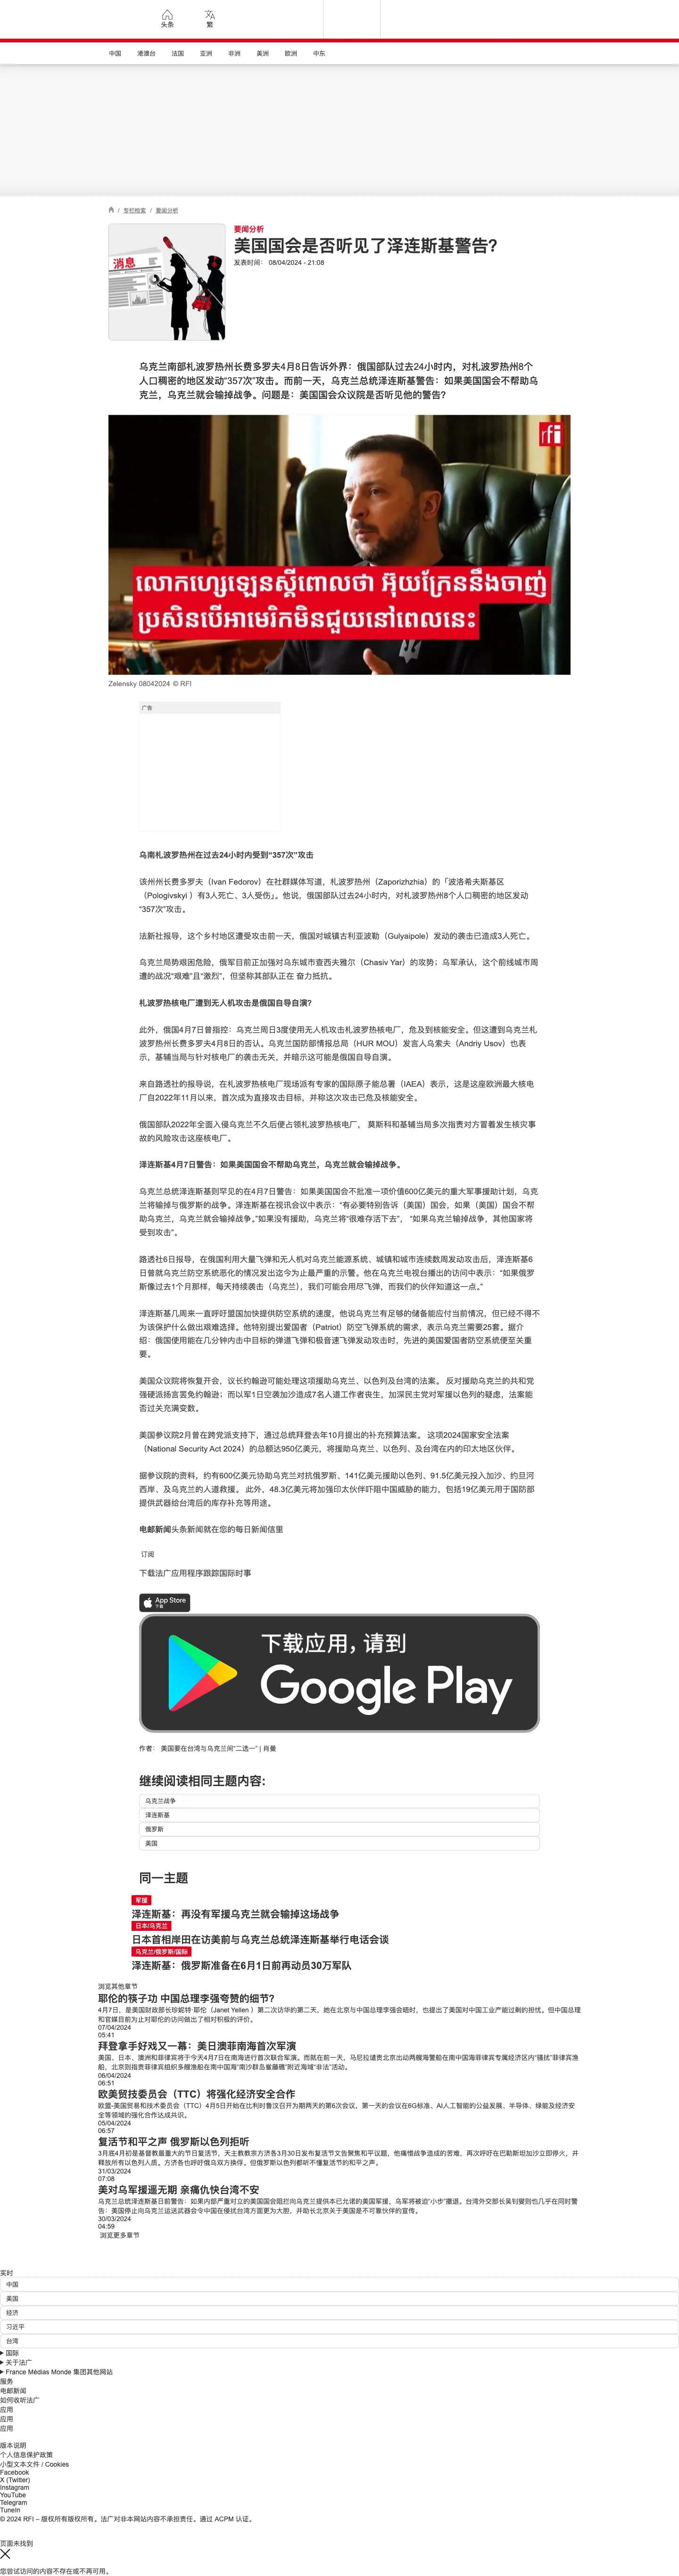 头条
繁
中国
港澳台
法国
亚洲
非洲
美洲
欧洲
中东
/ 专栏检索 / 要闻分析
消息
要闻分析
美国国会是否听见了泽连斯基警告?
发表时间： 08/04/2024 - 21:08
乌克兰南部札波罗热州长费多罗夫4月8日告诉外界：俄国部队过去24小时内，对札波罗热州8个
人口稠密的地区发动“357次”攻击。而前一天，乌克兰总统泽连斯基警告：如果美国国会不帮助乌
克兰，乌克兰就会输掉战争。问题是：美国国会众议院是否听见他的警告?
rfi
លោកហ្សេឡេនស្គីពោលថា អ៊ុយក្រែននឹងចាញ់
ប្រសិនបើអាមេរិកមិនជួយនៅពេលនេះ
Zelensky 08042024 © RFI
广告
乌南札波罗热州在过去24小时内受到“357次”攻击
该州州长费多罗夫（Ivan Fedorov）在社群媒体写道，札波罗热州（Zaporizhzhia）的「波洛希夫斯基区
（Pologivskyi ）有3人死亡、3人受伤」。他说，俄国部队过去24小时内，对札波罗热州8个人口稠密的地区发动
“357次”攻击。
法新社报导，这个乡村地区遭受攻击前一天，俄国对城镇古利亚波勒（Gulyaipole）发动的袭击已造成3人死亡。
乌克兰局势艰困危险，俄军目前正加强对乌东城市查西夫雅尔（Chasiv Yar）的攻势；乌军承认，这个前线城市周
遭的战况“艰难”且“激烈”，但坚称其部队正在 奋力抵抗。
札波罗热核电厂遭到无人机攻击是俄国自导自演?
此外，俄国4月7日曾指控：乌克兰周日3度使用无人机攻击札波罗热核电厂，危及到核能安全。但这遭到乌克兰札
波罗热州长费多罗夫4月8日的否认。乌克兰国防部情报总局（HUR MOU）发言人乌索夫（Andriy Usov）也表
示，基辅当局与针对核电厂的袭击无关，并暗示这可能是俄国自导自演。
来自路透社的报导说，在札波罗热核电厂现场派有专家的国际原子能总署（IAEA）表示，这是这座欧洲最大核电
厂自2022年11月以来，首次成为直接攻击目标，并称这次攻击已危及核能安全。
俄国部队2022年全面入侵乌克兰不久后便占领札波罗热核电厂， 莫斯科和基辅当局多次指责对方冒着发生核灾事
故的风险攻击这座核电厂。
泽连斯基4月7日警告：如果美国国会不帮助乌克兰，乌克兰就会输掉战争。
乌克兰总统泽连斯基则罕见的在4月7日警告：如果美国国会不批准一项价值600亿美元的重大军事援助计划，乌克
兰将输掉与俄罗斯的战争。泽连斯基在视讯会议中表示：“有必要特别告诉（美国）国会，如果（美国）国会不帮
助乌克兰，乌克兰就会输掉战争。”如果没有援助，乌克兰将“很难存活下去”， “如果乌克兰输掉战争，其他国家将
受到攻击”。
路透社6日报导，在俄国利用大量飞弹和无人机对乌克兰能源系统、城镇和城市连续数周发动攻击后，泽连斯基6
日曾就乌克兰防空系统恶化的情况发出迄今为止最严重的示警。他在乌克兰电视台播出的访问中表示：“如果俄罗
斯像过去1个月那样，每天持续袭击（乌克兰），我们可能会用尽飞弹，而我们的伙伴知道这一点。”
泽连斯基几周来一直呼吁盟国加快提供防空系统的速度，他说乌克兰有足够的储备能应付当前情况，但已经不得不
为该保护什么做出艰难选择。他特别提出爱国者（Patriot）防空飞弹系统的需求，表示乌克兰需要25套。据介
绍：俄国使用能在几分钟内击中目标的弹道飞弹和极音速飞弹发动攻击时，先进的美国爱国者防空系统便至关重
要。
美国众议院将恢复开会，议长约翰逊可能处理这项援助乌克兰、以色列及台湾的法案。 反对援助乌克兰的共和党
强硬派扬言罢免约翰逊；而以军1日空袭加沙造成7名人道工作者丧生，加深民主党对军援以色列的疑虑，法案能
否过关充满变数。
美国参议院2月曾在跨党派支持下，通过总统拜登去年10月提出的补充预算法案。 这项2024国家安全法案
（National Security Act 2024）的总额达950亿美元，将援助乌克兰、以色列、及台湾在内的印太地区伙伴。
据参议院的资料，约有600亿美元协助乌克兰对抗俄罗斯、141亿美元援助以色列、91.5亿美元投入加沙、约旦河
西岸、及乌克兰的人道救援。 此外，48.3亿美元将加强印太伙伴吓阻中国威胁的能力，包括19亿美元用于国防部
提供武器给台湾后的库存补充等用途。
电邮新闻头条新闻就在您的每日新闻信里
订阅
下载法广应用程序跟踪国际时事
App Store
下载
下载应用，请到
Google Play
作者： 美国要在台湾与乌克兰间“二选一” | 肖曼
继续阅读相同主题内容:
乌克兰战争
泽连斯基
俄罗斯
美国
同一主题
军援
泽连斯基：再没有军援乌克兰就会输掉这场战争
日本/乌克兰
日本首相岸田在访美前与乌克兰总统泽连斯基举行电话会谈
乌克兰/俄罗斯/国际
泽连斯基：俄罗斯准备在6月1日前再动员30万军队
浏览其他章节
耶伦的筷子功 中国总理李强夸赞的细节?
4月7日，是美国财政部长珍妮特·耶伦（Janet Yellen ）第二次访华的第二天，她在北京与中国总理李强会晤时，也提出了美国对中国工业产能过剩的担忧。但中国总理
和官媒目前为止对耶伦的访问做出了相对积极的评价。
07/04/2024
05:41
拜登拿手好戏又一幕：美日澳菲南海首次军演
美国、日本、澳洲和菲律宾将于今天4月7日在南海进行首次联合军演。而就在前一天，马尼拉谴责北京出动两艘海警船在南中国海菲律宾专属经济区内“骚扰”菲律宾渔
船，北京则指责菲律宾组织多艘渔船在南中国海“南沙群岛鲎藤礁”附近海域“非法”活动。
06/04/2024
06:51
欧美贸技委员会（TTC）将强化经济安全合作
欧盟-美国贸易和技术委员会（TTC）4月5日开始在比利时鲁汶召开为期两天的第6次会议，第一天的会议在6G标准、AI人工智能的公益发展、半导体、绿能及经济安
全等领域的强化合作达成共识。
05/04/2024
06:57
复活节和平之声 俄罗斯以色列拒听
3月底4月初是基督教最重大的节日复活节，天主教教宗方济各3月30日发布复活节文告聚焦和平议题，他痛惜战争造成的苦难，再次呼吁在巴勒斯坦加沙立即停火，并
释放所有以色列人质。方济各也呼吁俄乌双方换俘。但俄罗斯以色列都听不懂复活节的和平之声。
31/03/2024
07:08
美对乌军援遥无期 亲痛仇快台湾不安
乌克兰总统泽连斯基日前警告：如果内部严重对立的美国国会阻拦向乌克兰提供本已允诺的美国军援，乌军将被迫“小步”撤退。台湾外交部长吴钊燮则也几乎在同时警
告：美国停止向乌克兰运送武器会令中国在侵扰台湾方面更为大胆，并助长北京关于美国是不可靠伙伴的宣传。
30/03/2024
04:59
浏览更多章节
实时
中国
美国
经济
习近平
台湾
国际
关于法广
France Médias Monde 集团其他网站
服务
电邮新闻
如何收听法广
应用
应用
应用
版本说明
个人信息保护政策
小型文本文件 / Cookies
Facebook
X (Twitter)
Instagram
YouTube
Telegram
TuneIn
© 2024 RFI – 版权所有版权所有。法广对非本网站内容不承担责任。通过 ACPM 认证。
页面未找到
您尝试访问的内容不存在或不再可用。